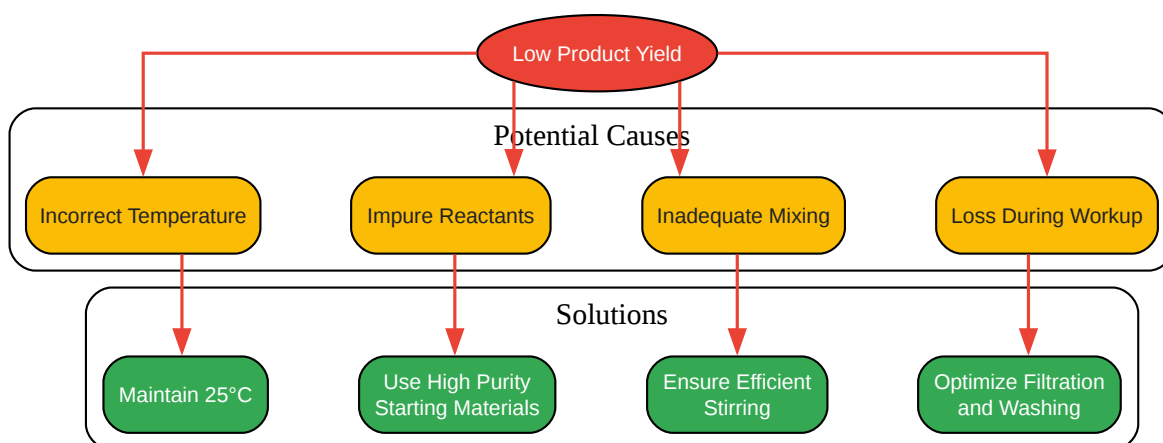 Low Product Yield
Potential Causes
Incorrect Temperature
Impure Reactants
Inadequate Mixing
Loss During Workup
Solutions
Maintain 25°C
Use High Purity
Starting Materials
Ensure Efficient
Stirring
Optimize Filtration
and Washing